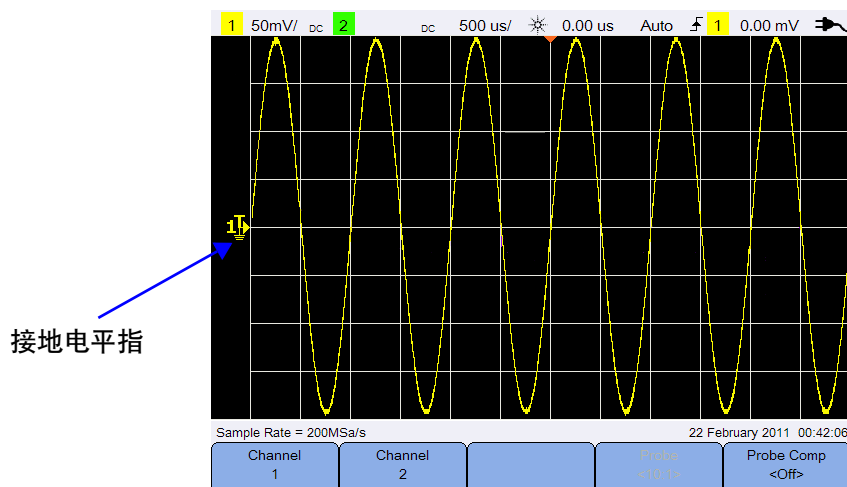 1 50mV/ DC 2 DC 500 us/ 0.00 us Auto 1 0.00 mV
1
接地电平指
Sample Rate = 200MSa/s 22 February 2011 00:42:06
Channel 1
Channel 2
Probe <10:1>
Probe Comp <Off>